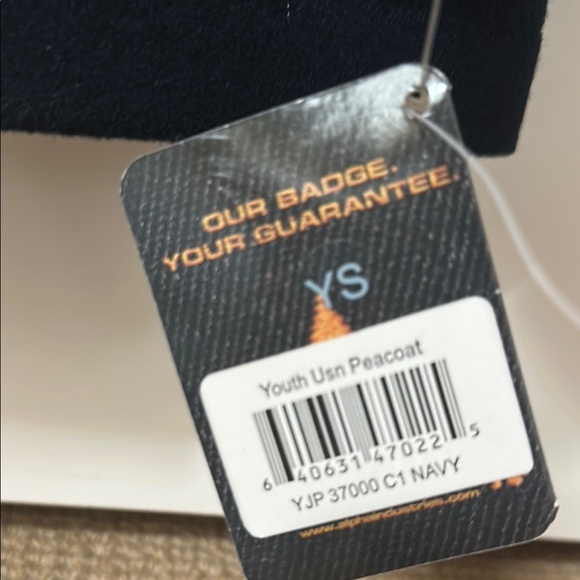 OUR BADGE.
YOUR GUARANTEE.
YS
Youth Usn Peacoat
6 40631 47022 5
YJP 37000 C1 NAVY
www.alphaindustries.com